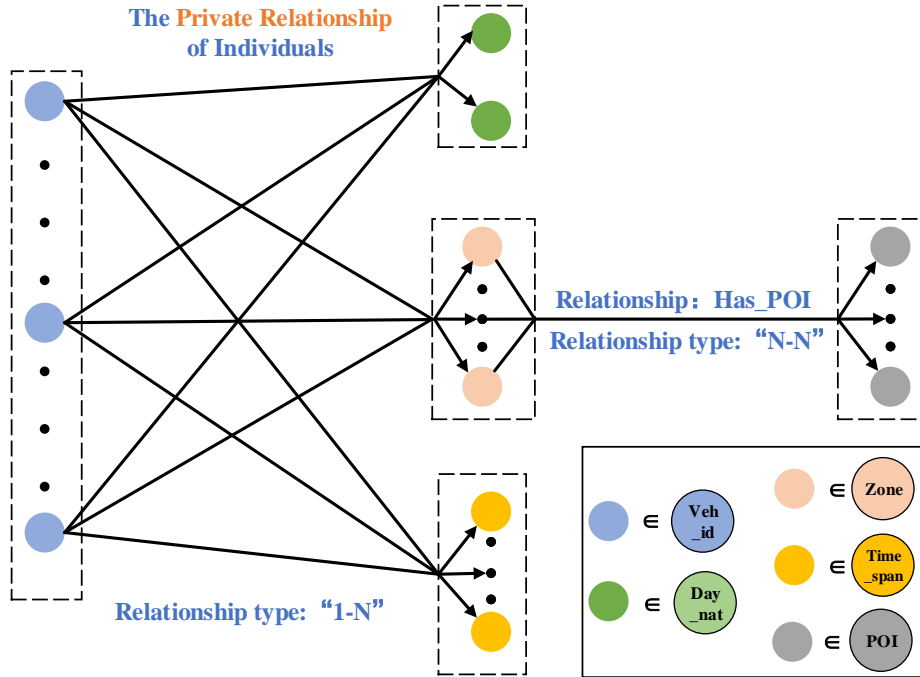 The Private Relationship
of Individuals
Relationship：Has_POI
Relationship type: “N-N”
Relationship type: “1-N”
∈ Veh
_id
∈ Day
_nat
∈ Zone
∈ Time
_span
∈ POI